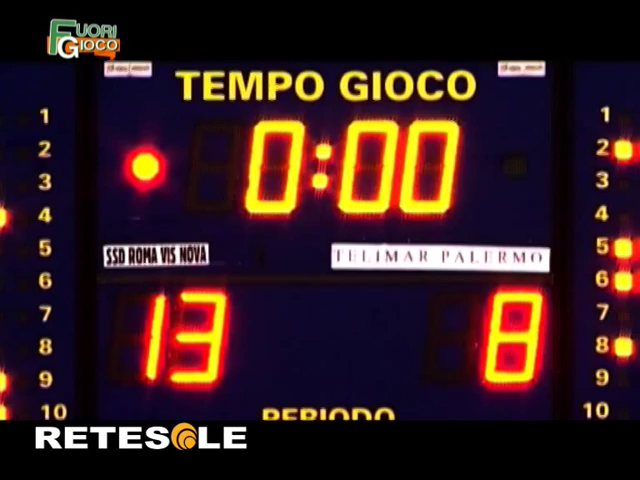 FUORI
GIOCO
TEMPO GIOCO
0:00
SSD ROMA VIS NOVA
TELIMAR PALERMO
13 8
PERIODO
1 1
2 2
3 3
4 4
5 5
6 6
7 7
8 8
9 9
10 10
RETESOLE